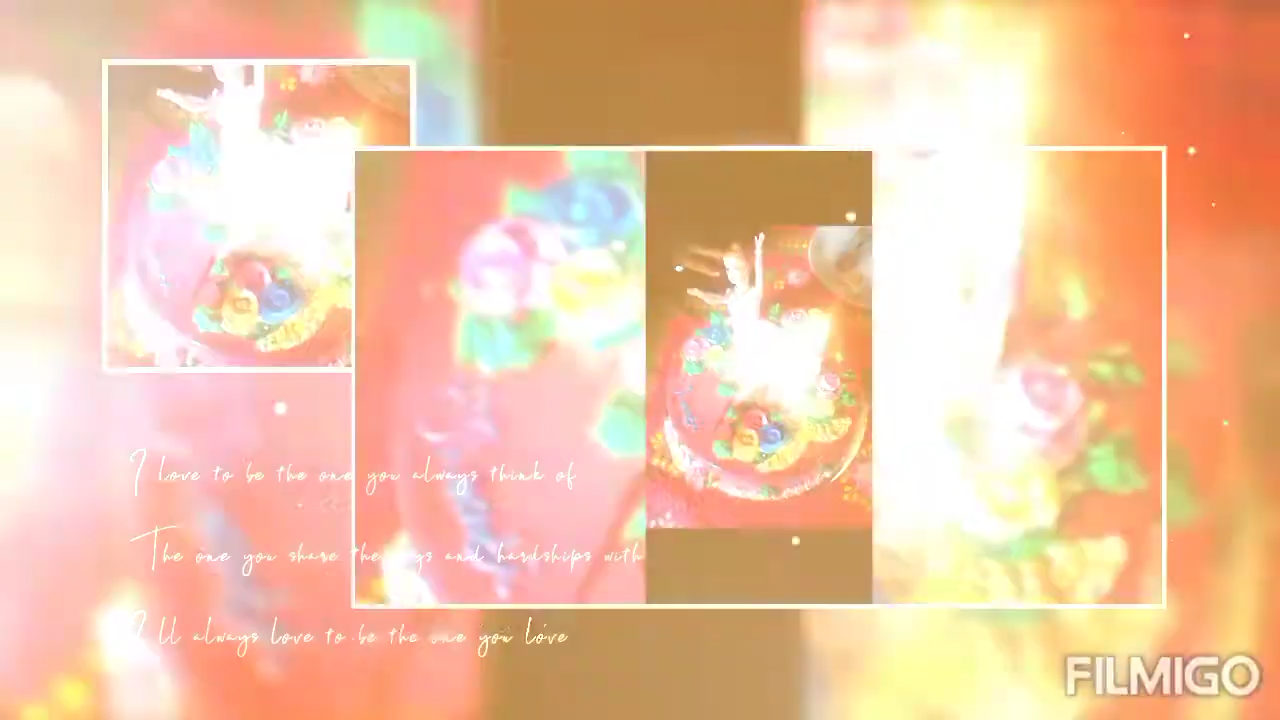 I love to be the one you always think of
The one you share the joys and hardships with
I ll always love to be the one you love
FILMIGO